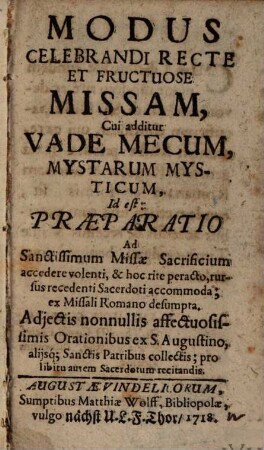 MODUS
CELEBRANDI RECTE
ET FRUCTUOSE
MISSAM,
Cui additur
VADE MECUM,
MYSTARUM MYS-
TICUM,
Id est:
PRÆPARATIO
Ad
Sanctissimum Missæ Sacrificium
accedere volenti, & hoc rite peracto, rur-
sus recedenti Sacerdoti accommoda;
ex Missali Romano desumpta.
Adjectis nonnullis affectuosis-
simis Orationibus ex S. Augustino,
alijsq; Sanctis Patribus collectis; pro
libitu autem Sacerdotum recitandis.
AUGUSTÆ VINDELICORUM,
Sumptibus Matthiæ Wolff, Bibliopolæ,
vulgo nächst U.L.F. Thor/ 1718.